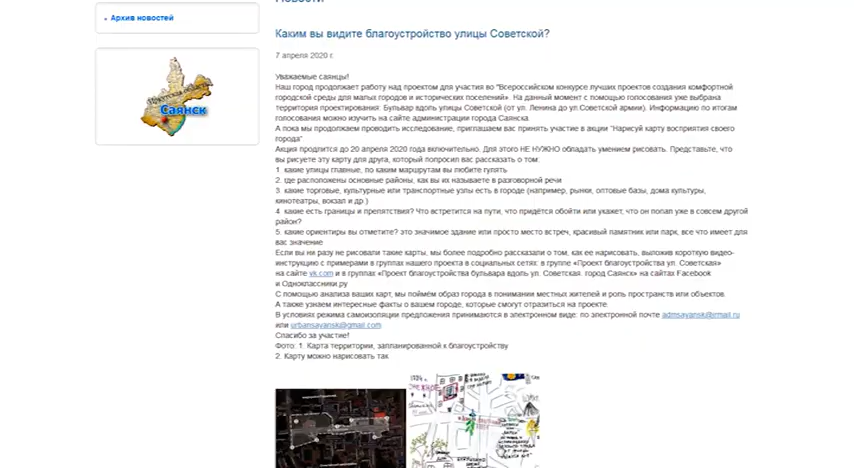 Новости
Архив новостей
Иркутская область
Саянск
Каким вы видите благоустройство улицы Советской?
7 апреля 2020 г.
Уважаемые саянцы!
Наш город продолжает работу над проектом для участия во "Всероссийском конкурсе лучших проектов создания комфортной
городской среды для малых городов и исторических поселений». На данный момент с помощью голосования уже выбрана
территория проектирования: Бульвар вдоль улицы Советской (от ул. Ленина до ул.Советской армии). Информацию по итогам
голосования можно изучить на сайте администрации города Саянска.
А пока мы продолжаем проводить исследование, приглашаем вас принять участие в акции "Нарисуй карту восприятия своего
города"
Акция продлится до 20 апреля 2020 года включительно. Для этого НЕ НУЖНО обладать умением рисовать. Представьте, что
вы рисуете эту карту для друга, который попросил вас рассказать о том:
1. какие улицы главные, по каким маршрутам вы любите гулять
2. где расположены основные районы, как вы их называете в разговорной речи
3. какие торговые, культурные или транспортные узлы есть в городе (например, рынки, оптовые базы, дома культуры,
кинотеатры, вокзал и др.)
4. какие есть границы и препятствия? Что встретится на пути, что придётся обойти или укажет, что он попал уже в совсем другой
район?
5. какие ориентиры вы отметите? это значимое здание или просто место встреч, красивый памятник или парк, все что имеет для
вас значение
Если вы ни разу не рисовали такие карты, мы более подробно рассказали о том, как ее нарисовать, выложив короткую видео-
инструкцию с примерами в группах нашего проекта в социальных сетях: в группе «Проект благоустройства ул. Советская»
на сайте vk.com и в группах «Проект благоустройства бульвара вдоль ул. Советская. город Саянск» на сайтах Facebook
и Одноклассники.ру
С помощью анализа ваших карт, мы поймём образ города в понимании местных жителей и роль пространств или объектов.
А также узнаем интересные факты о вашем городе, которые смогут отразиться на проекте.
В условиях режима самоизоляции предложения принимаются в электронном виде: по электронной почте admsayansk@irmail.ru
или urbansayansk@gmail.com
Спасибо за участие!
Фото: 1. Карта территории, запланированной к благоустройству
2. Карту можно нарисовать так